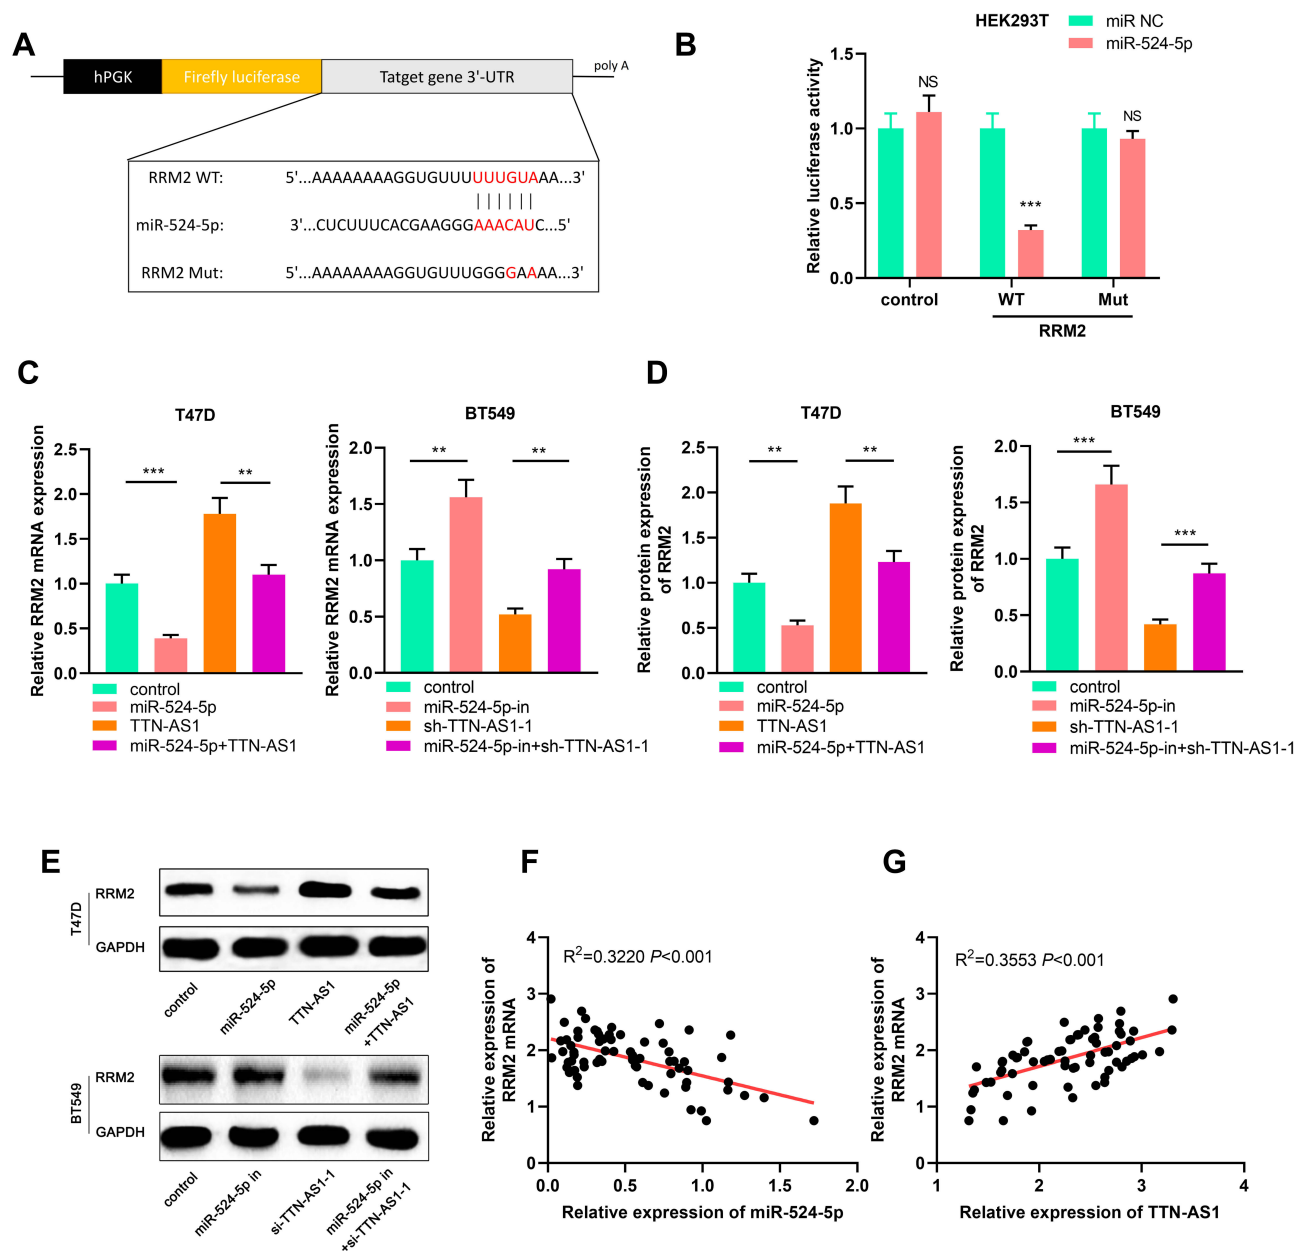 A
hPGK
Firefly luciferase
Tatget gene 3'-UTR
poly A
RRM2 WT:
5'...AAAAAAAAGGUGUUUUUUGUAAA...3'
miR-524-5p:
3'...CUCUUUCACGAAGGGAAACAUC...5'
RRM2 Mut:
5'...AAAAAAAAGGUGUUUGGGGAAAA...3'
B
HEK293T
miR NC
miR-524-5p
Relative luciferase activity
1.5
1.0
0.5
0.0
NS
***
NS
control
WT
Mut
RRM2
C
T47D
Relative RRM2 mRNA expression
2.5
2.0
1.5
1.0
0.5
0.0
***
**
control
miR-524-5p
TTN-AS1
miR-524-5p+TTN-AS1
BT549
Relative RRM2 mRNA expression
2.0
1.5
1.0
0.5
0.0
**
**
control
miR-524-5p-in
sh-TTN-AS1-1
miR-524-5p-in+sh-TTN-AS1-1
D
T47D
Relative protein expression
of RRM2
2.5
2.0
1.5
1.0
0.5
0.0
**
**
control
miR-524-5p
TTN-AS1
miR-524-5p+TTN-AS1
BT549
Relative protein expression
of RRM2
2.0
1.5
1.0
0.5
0.0
***
***
control
miR-524-5p-in
sh-TTN-AS1-1
miR-524-5p-in+sh-TTN-AS1-1
E
T47D
RRM2
GAPDH
control
miR-524-5p
TTN-AS1
miR-524-5p
+TTN-AS1
BT549
RRM2
GAPDH
control
miR-524-5p in
si-TTN-AS1-1
miR-524-5p in
+si-TTN-AS1-1
F
R2=0.3220 P<0.001
Relative expression of
RRM2 mRNA
4
3
2
1
0
0.0
0.5
1.0
1.5
2.0
Relative expression of miR-524-5p
G
R2=0.3553 P<0.001
Relative expression of
RRM2 mRNA
4
3
2
1
0
1
2
3
4
Relative expression of TTN-AS1